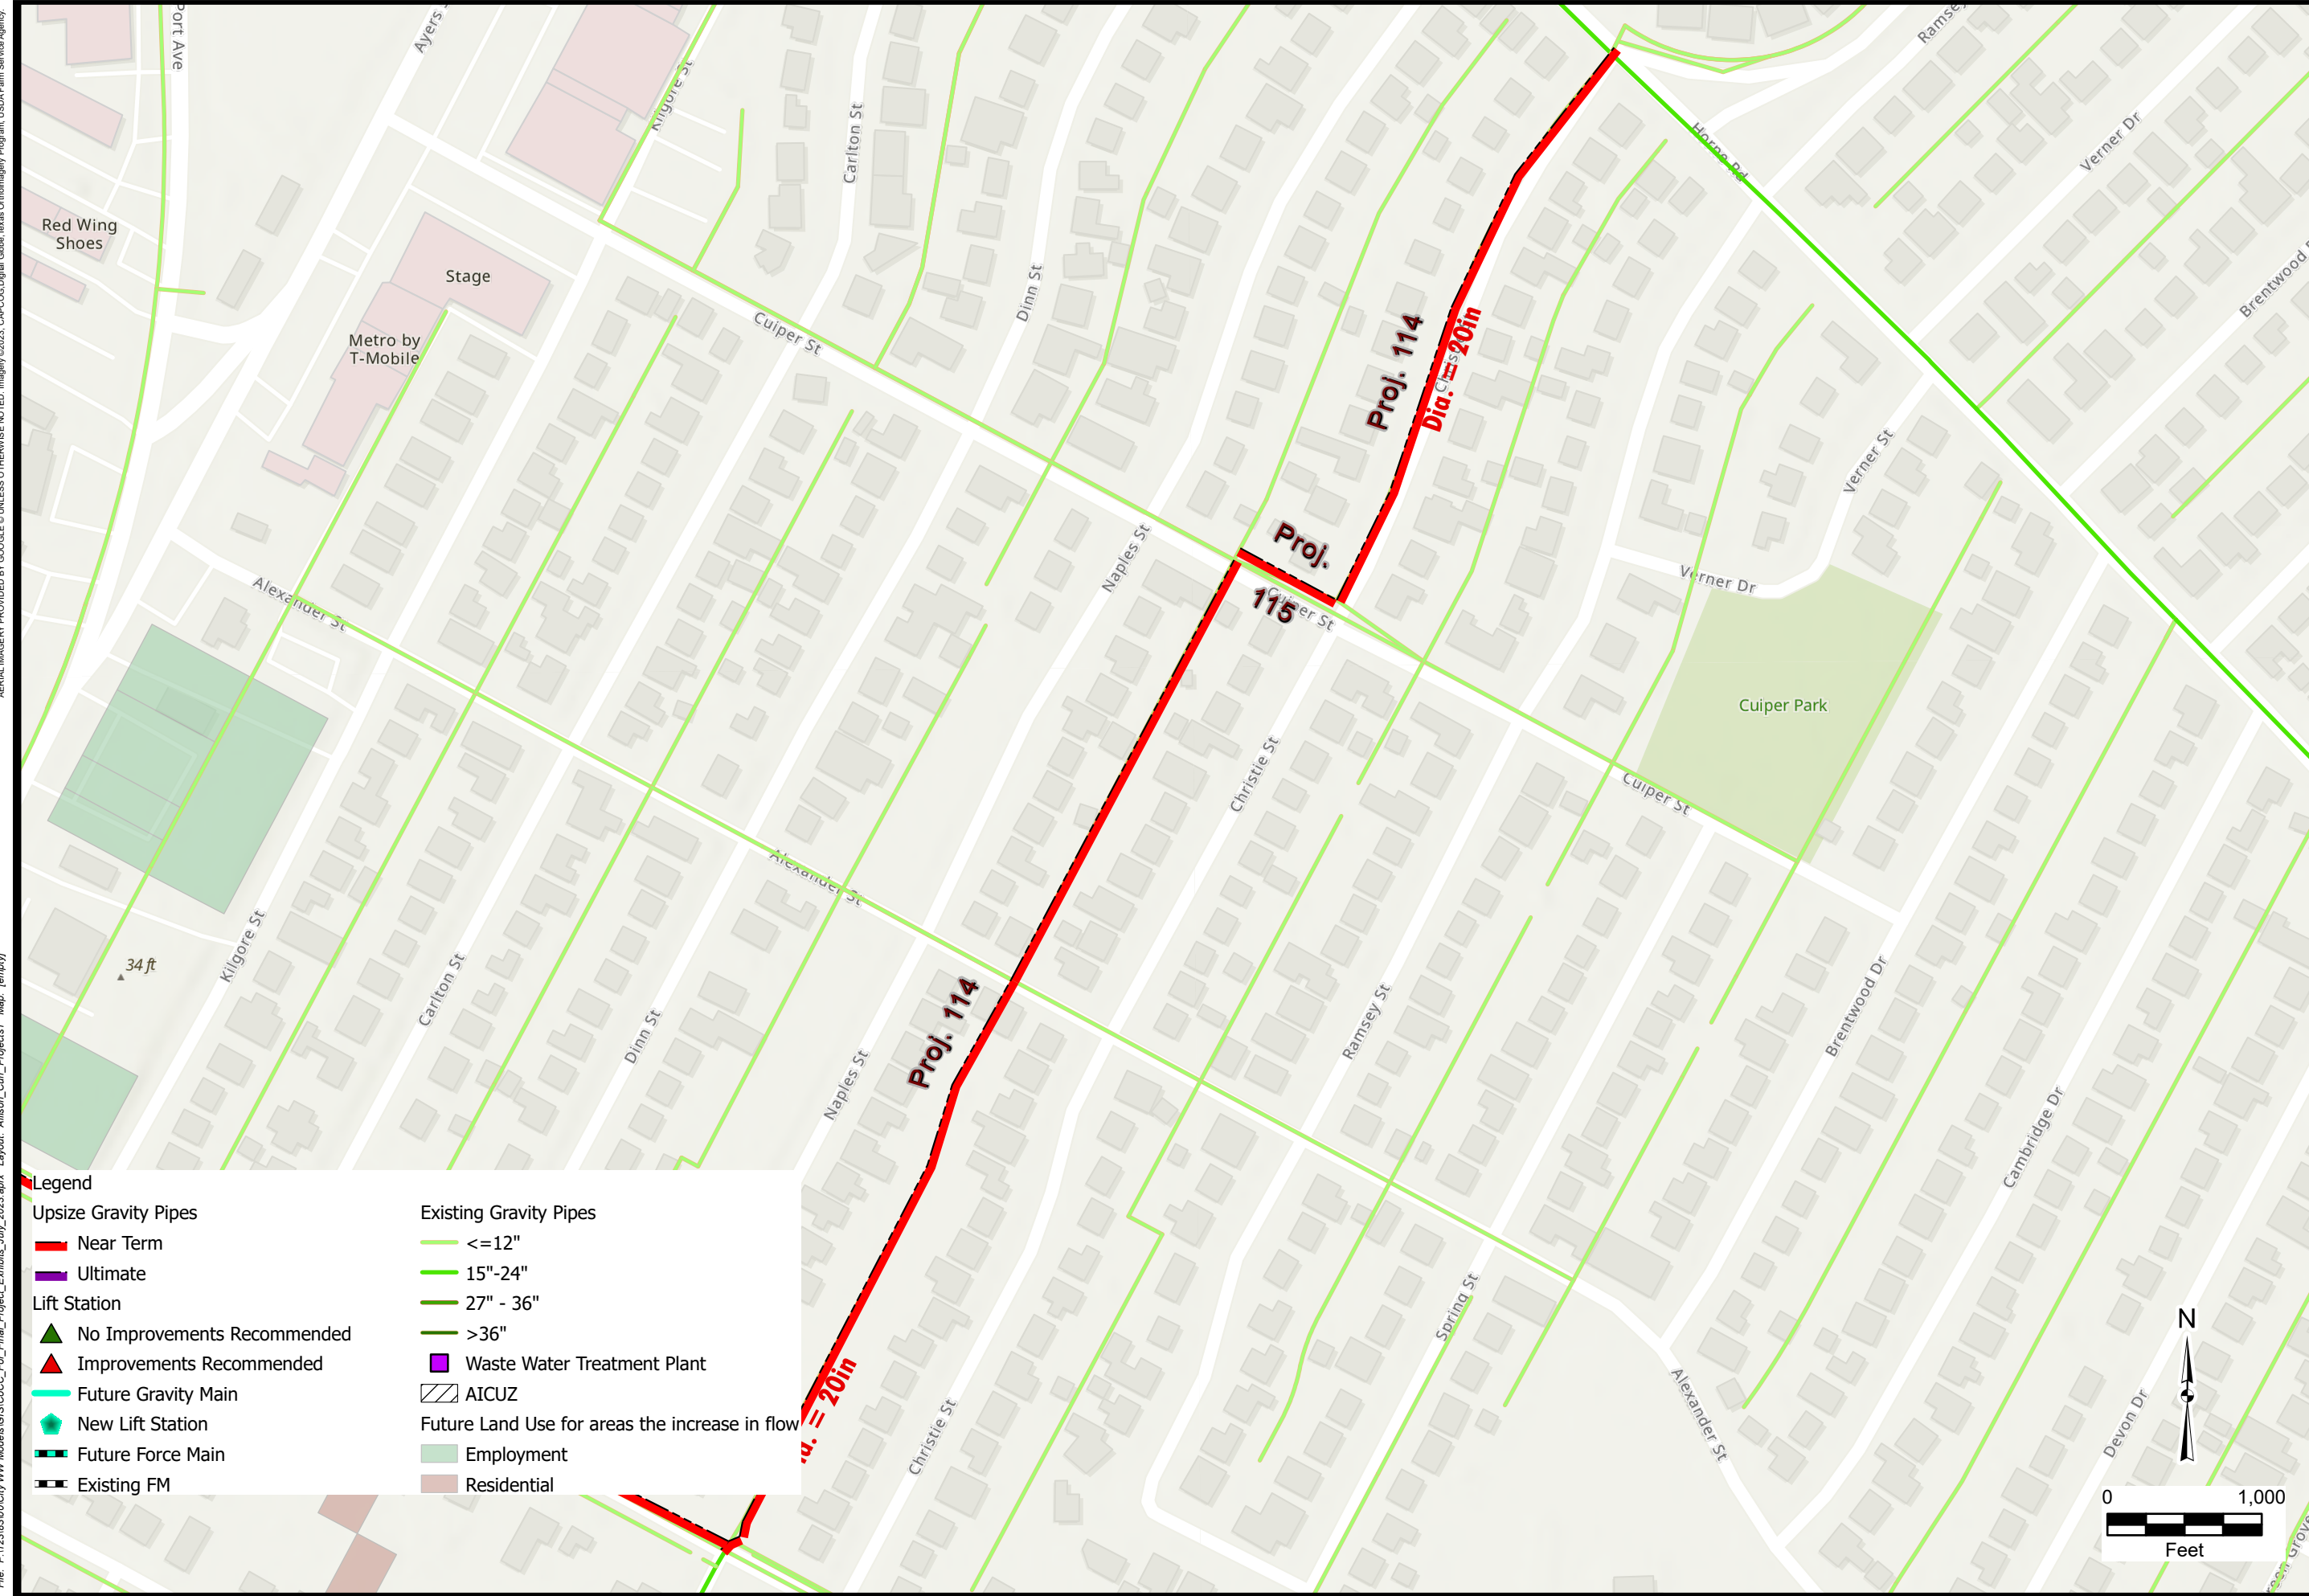 Port Ave
Ayers
Kilgore St
Carlton St
Dinn St
Ramsey
Horne Rd
Verner Dr
Brentwood
Red Wing
Shoes
Stage
Metro by
T-Mobile
Cuiper St
Proj. 114
Dia. = 20in
Naples St
Proj.
115
Cuiper St
Verner St
Verner Dr
Cuiper Park
Alexander St
Christie St
Cuiper St
Alexander St
Kilgore St
34 ft
Carlton St
Dinn St
Naples St
Proj. 114
Ramsey St
Brentwood Dr
Cambridge Dr
Spring St
Alexander St
Devon Dr
Christie St
= 20in
Legend
Upsize Gravity Pipes
Near Term
Ultimate
Lift Station
No Improvements Recommended
Improvements Recommended
Future Gravity Main
New Lift Station
Future Force Main
Existing FM
Existing Gravity Pipes
<=12"
15"-24"
27" - 36"
>36"
Waste Water Treatment Plant
AICUZ
Future Land Use for areas the increase in flow
Employment
Residential
N
0 1,000
Feet